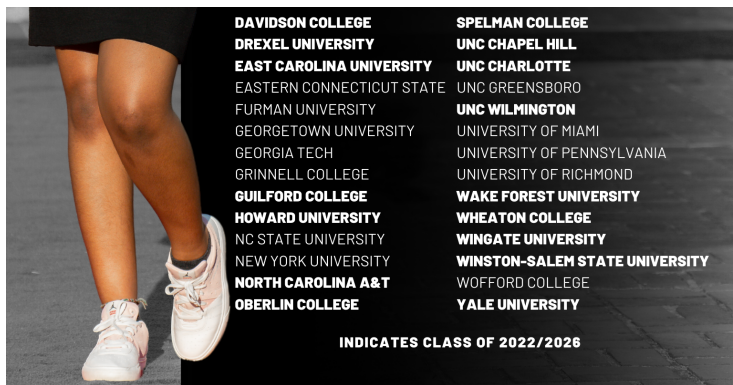 DAVIDSON COLLEGE
DREXEL UNIVERSITY
EAST CAROLINA UNIVERSITY
EASTERN CONNECTICUT STATE
FURMAN UNIVERSITY
GEORGETOWN UNIVERSITY
GEORGIA TECH
GRINNELL COLLEGE
GUILFORD COLLEGE
HOWARD UNIVERSITY
NC STATE UNIVERSITY
NEW YORK UNIVERSITY
NORTH CAROLINA A&T
OBERLIN COLLEGE
SPELMAN COLLEGE
UNC CHAPEL HILL
UNC CHARLOTTE
UNC GREENSBORO
UNC WILMINGTON
UNIVERSITY OF MIAMI
UNIVERSITY OF PENNSYLVANIA
UNIVERSITY OF RICHMOND
WAKE FOREST UNIVERSITY
WHEATON COLLEGE
WINGATE UNIVERSITY
WINSTON-SALEM STATE UNIVERSITY
WOFFORD COLLEGE
YALE UNIVERSITY
INDICATES CLASS OF 2022/2026